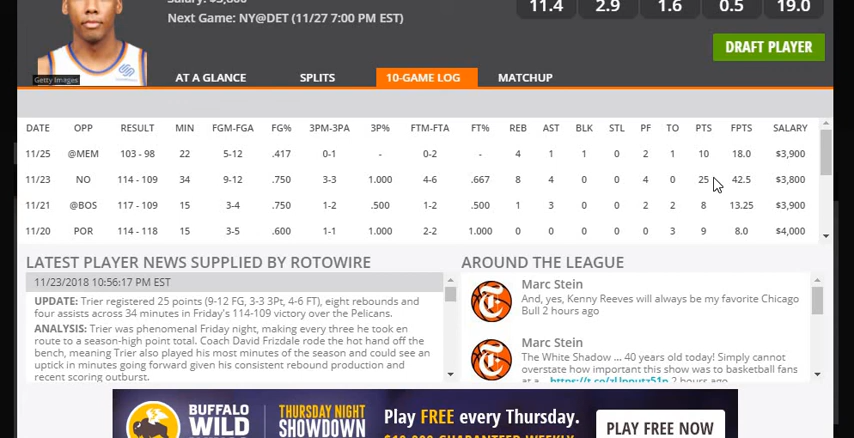 Next Game: NY@DET (11/27 7:00 PM EST)
11.4 2.9 1.6 0.5 19.0
DRAFT PLAYER
Getty Images
AT A GLANCE SPLITS 10-GAME LOG MATCHUP
DATE OPP RESULT MIN FGM-FGA FG% 3PM-3PA 3P% FTM-FTA FT% REB AST BLK STL PF TO PTS FPTS SALARY
11/25 @MEM 103 - 98 22 5-12 .417 0-1 - 0-2 - 4 1 1 0 2 1 10 18.0 $3,900
11/23 NO 114 - 109 34 9-12 .750 3-3 1.000 4-6 .667 8 4 0 0 4 0 25 42.5 $3,800
11/21 @BOS 117 - 109 15 3-4 .750 1-2 .500 1-2 .500 1 3 0 0 2 2 8 13.25 $3,900
11/20 POR 114 - 118 15 3-5 .600 1-1 1.000 2-2 1.000 0 0 0 0 0 3 9 8.0 $4,000
LATEST PLAYER NEWS SUPPLIED BY ROTOWIRE
11/23/2018 10:56:17 PM EST
UPDATE: Trier registered 25 points (9-12 FG, 3-3 3Pt, 4-6 FT), eight rebounds and
four assists across 34 minutes in Friday's 114-109 victory over the Pelicans.
ANALYSIS: Trier was phenomenal Friday night, making every three he took en
route to a season-high point total. Coach David Frizdale rode the hot hand off the
bench, meaning Trier also played his most minutes of the season and could see an
uptick in minutes going forward given his consistent rebound production and
recent scoring outburst.
AROUND THE LEAGUE
Marc Stein
And, yes, Kenny Reeves will always be my favorite Chicago
Bull 2 hours ago
Marc Stein
The White Shadow ... 40 years old today! Simply cannot
overstate how important this show was to basketball fans
BUFFALO
WILD
THURSDAY NIGHT
SHOWDOWN
Play FREE every Thursday.
PLAY FREE NOW